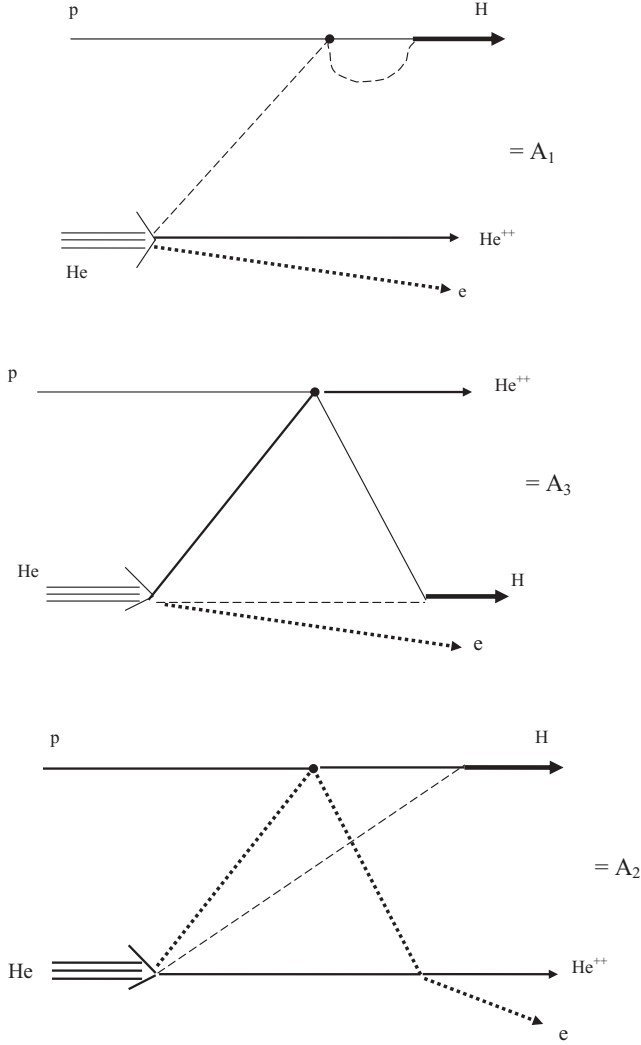 p H
= A₁
He⁺⁺
He
e
p He⁺⁺
= A₃
He H
e
p H
= A₂
He He⁺⁺
e